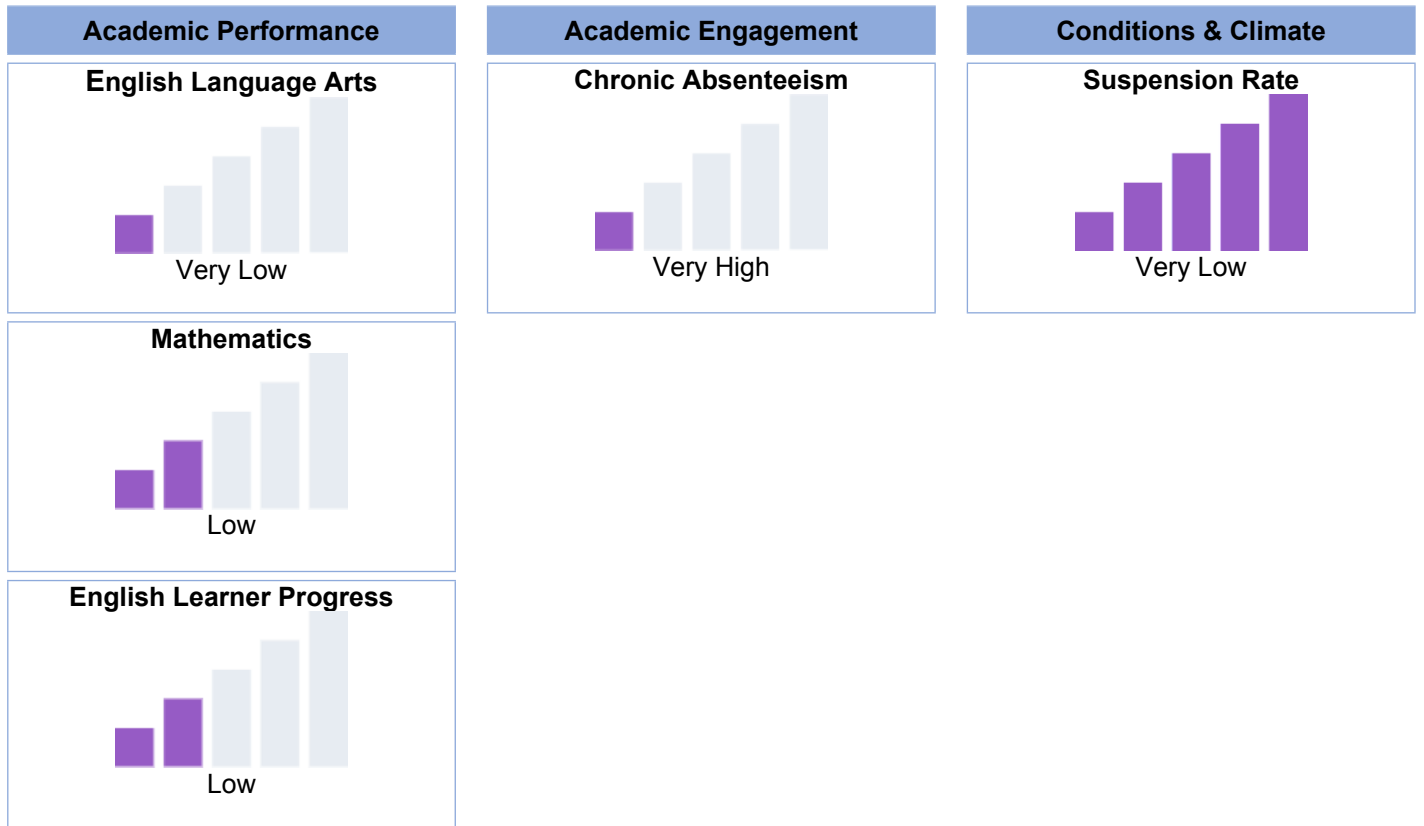 Academic Performance
English Language Arts
Very Low
Mathematics
Low
English Learner Progress
Low
Academic Engagement
Chronic Absenteeism
Very High
Conditions & Climate
Suspension Rate
Very Low